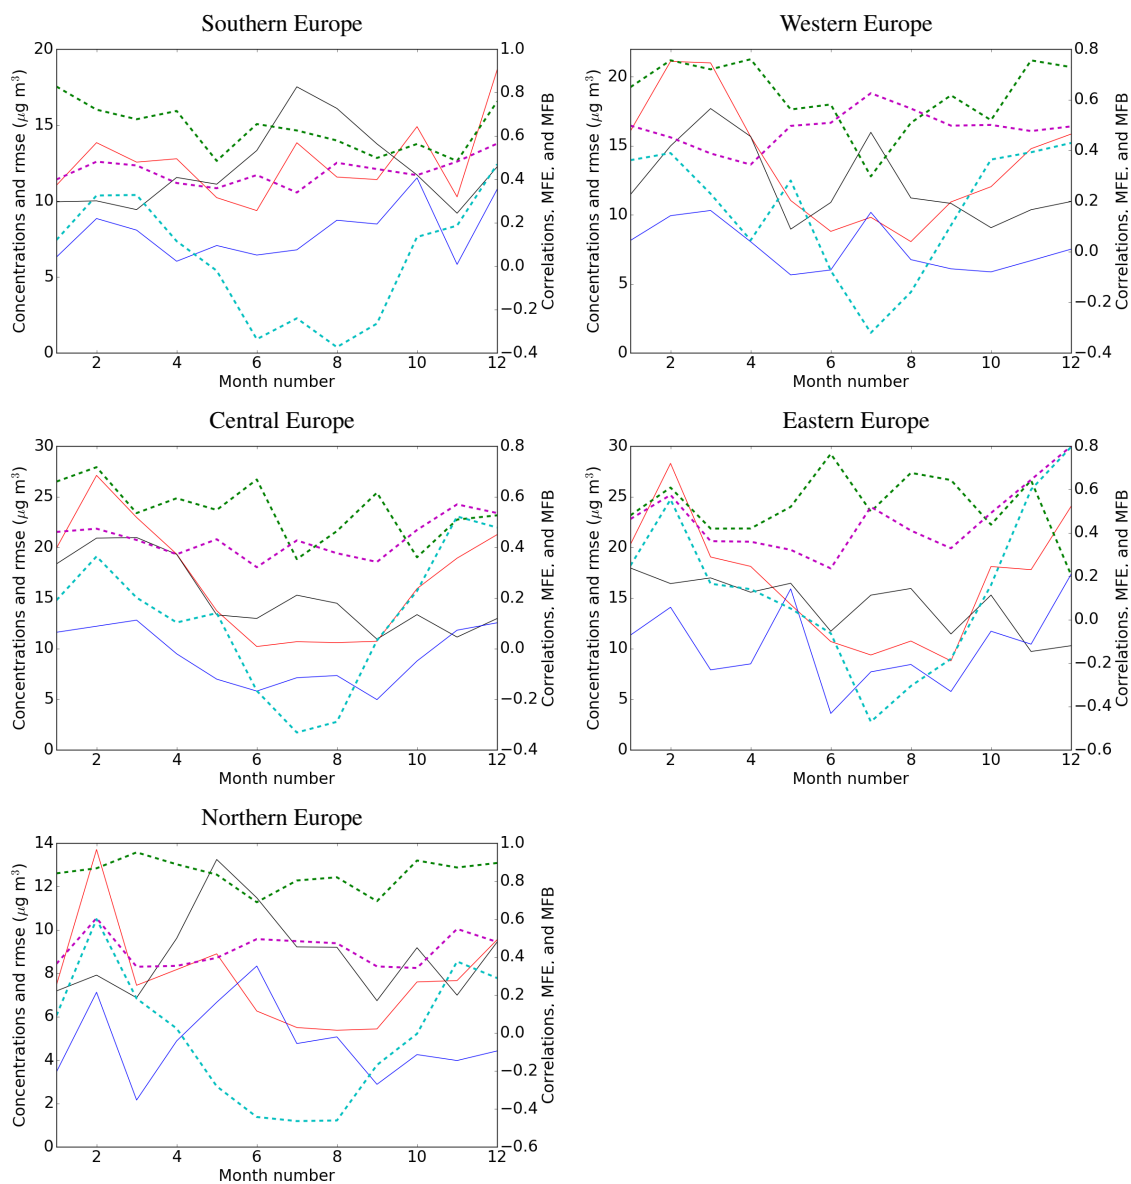 Southern Europe
Concentrations and rmse (μg m³)
20
15
10
5
0
1.0
0.8
0.6
0.4
0.2
0.0
−0.2
−0.4
Correlations. MFE. and MFB
2 4 6 8 10 12
Month number
Western Europe
Concentrations and rmse (μg m³)
20
15
10
5
0
0.8
0.6
0.4
0.2
0.0
−0.2
−0.4
Correlations. MFE. and MFB
2 4 6 8 10 12
Month number
Central Europe
Concentrations and rmse (μg m³)
30
25
20
15
10
5
0
0.8
0.6
0.4
0.2
0.0
−0.2
−0.4
Correlations. MFE. and MFB
2 4 6 8 10 12
Month number
Eastern Europe
Concentrations and rmse (μg m³)
30
25
20
15
10
5
0
0.8
0.6
0.4
0.2
0.0
−0.2
−0.4
−0.6
Correlations. MFE. and MFB
2 4 6 8 10 12
Month number
Northern Europe
Concentrations and rmse (μg m³)
14
12
10
8
6
4
2
0
1.0
0.8
0.6
0.4
0.2
0.0
−0.2
−0.4
−0.6
Correlations. MFE. and MFB
2 4 6 8 10 12
Month number